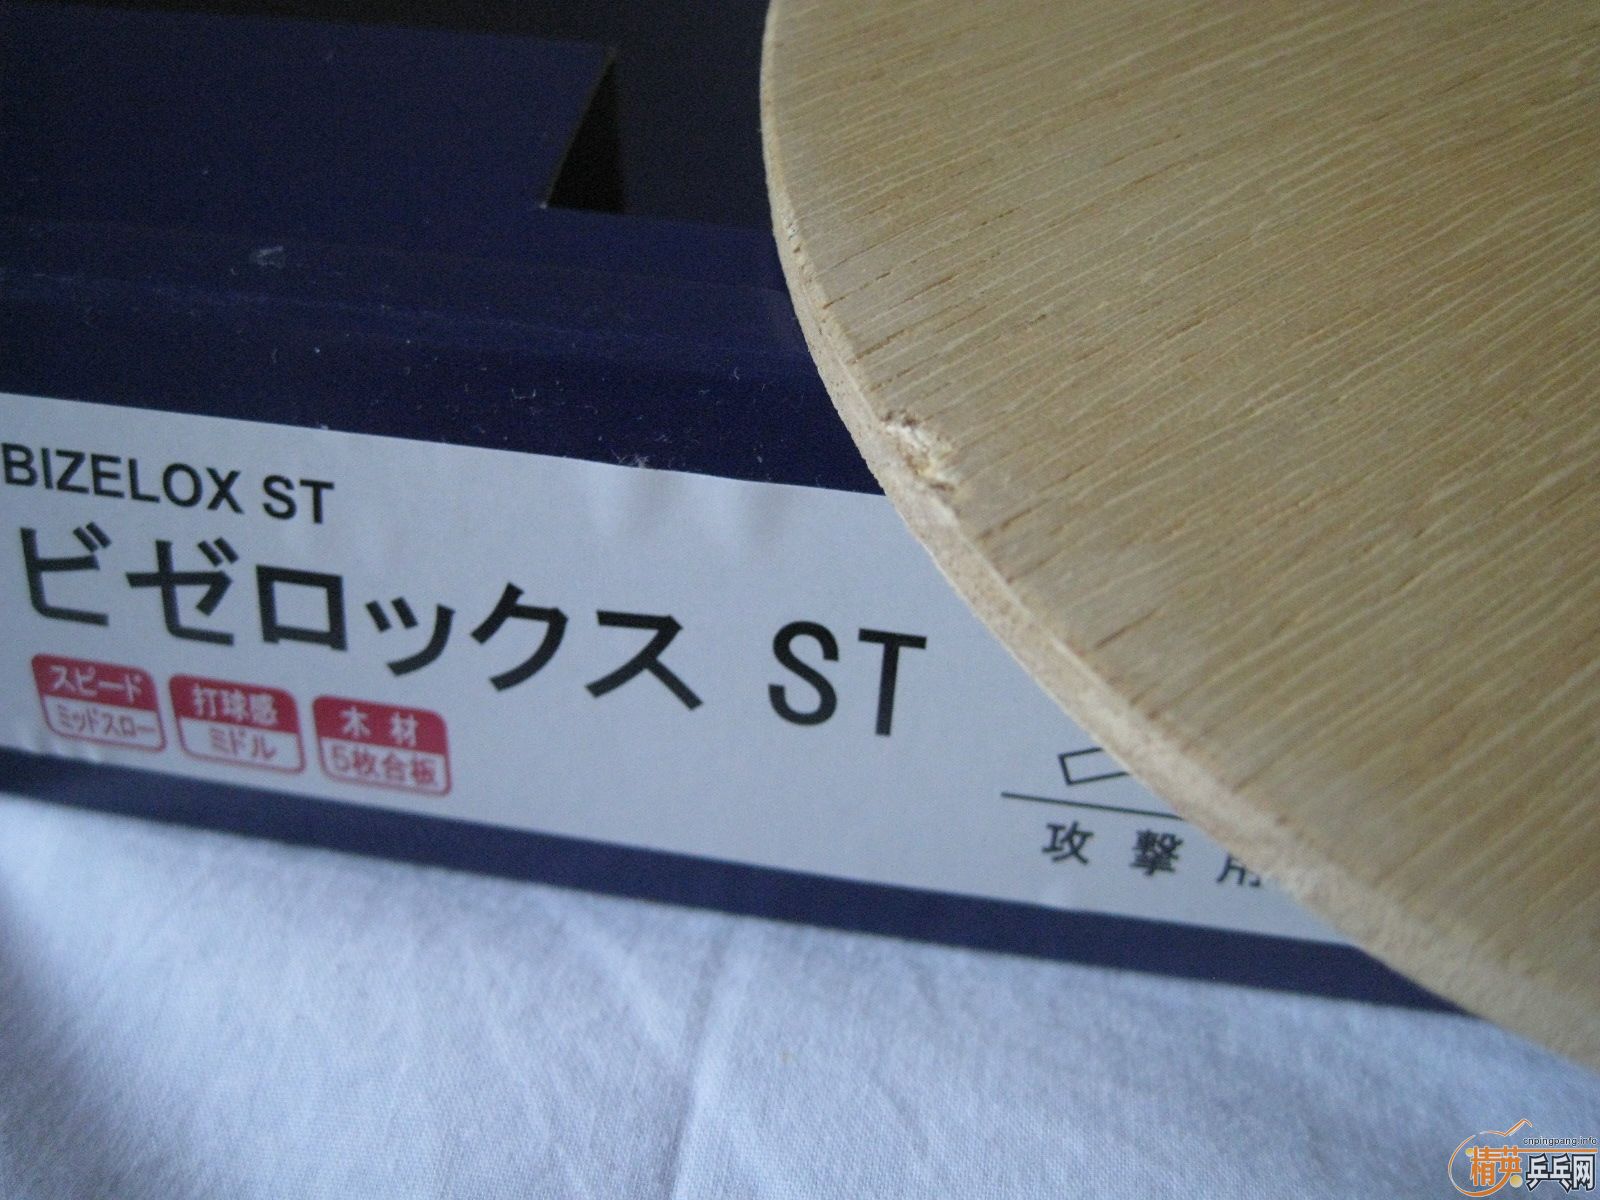 BIZELOX ST
ビゼロックス ST
スピード
ミッドスロー
打球感
ミドル
木材
5枚合板
攻撃用
cnpingpang.info
精英乒乓网